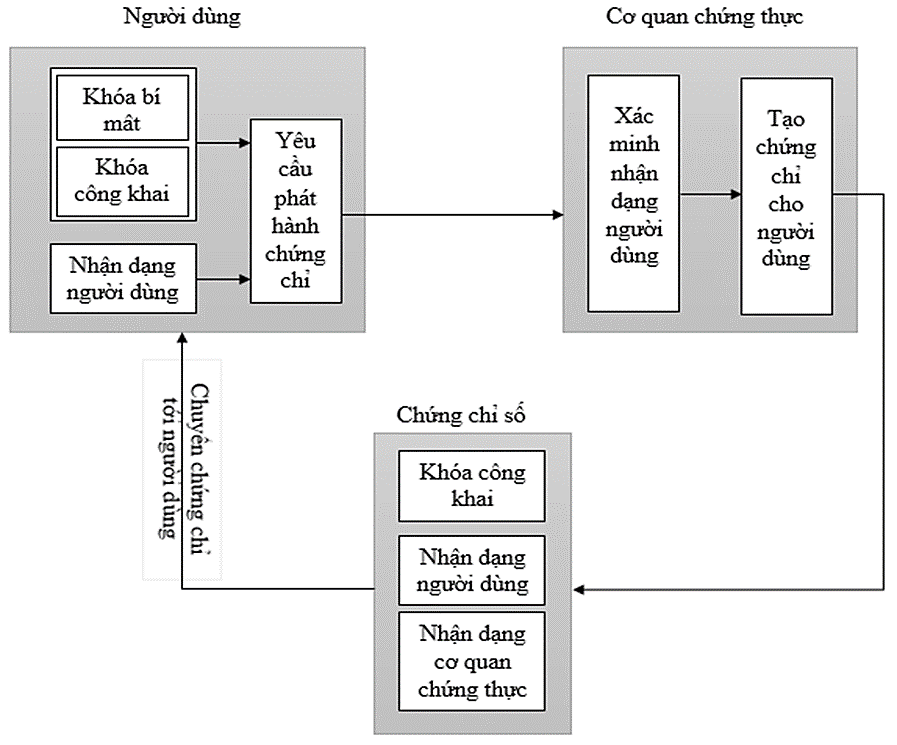 Người dùng
Khóa bí
mât
Khóa
công khai
Nhận dạng
người dùng
Yêu
cầu
phát
hành
chứng
chỉ
Cơ quan chứng thực
Xác
minh
nhận
dạng
người
dùng
Tạo
chứng
chỉ
cho
người
dùng
Chuyển chứng chỉ
tới người dùng
Chứng chỉ số
Khóa công
khai
Nhận dạng
người dùng
Nhận dạng
cơ quan
chứng thực